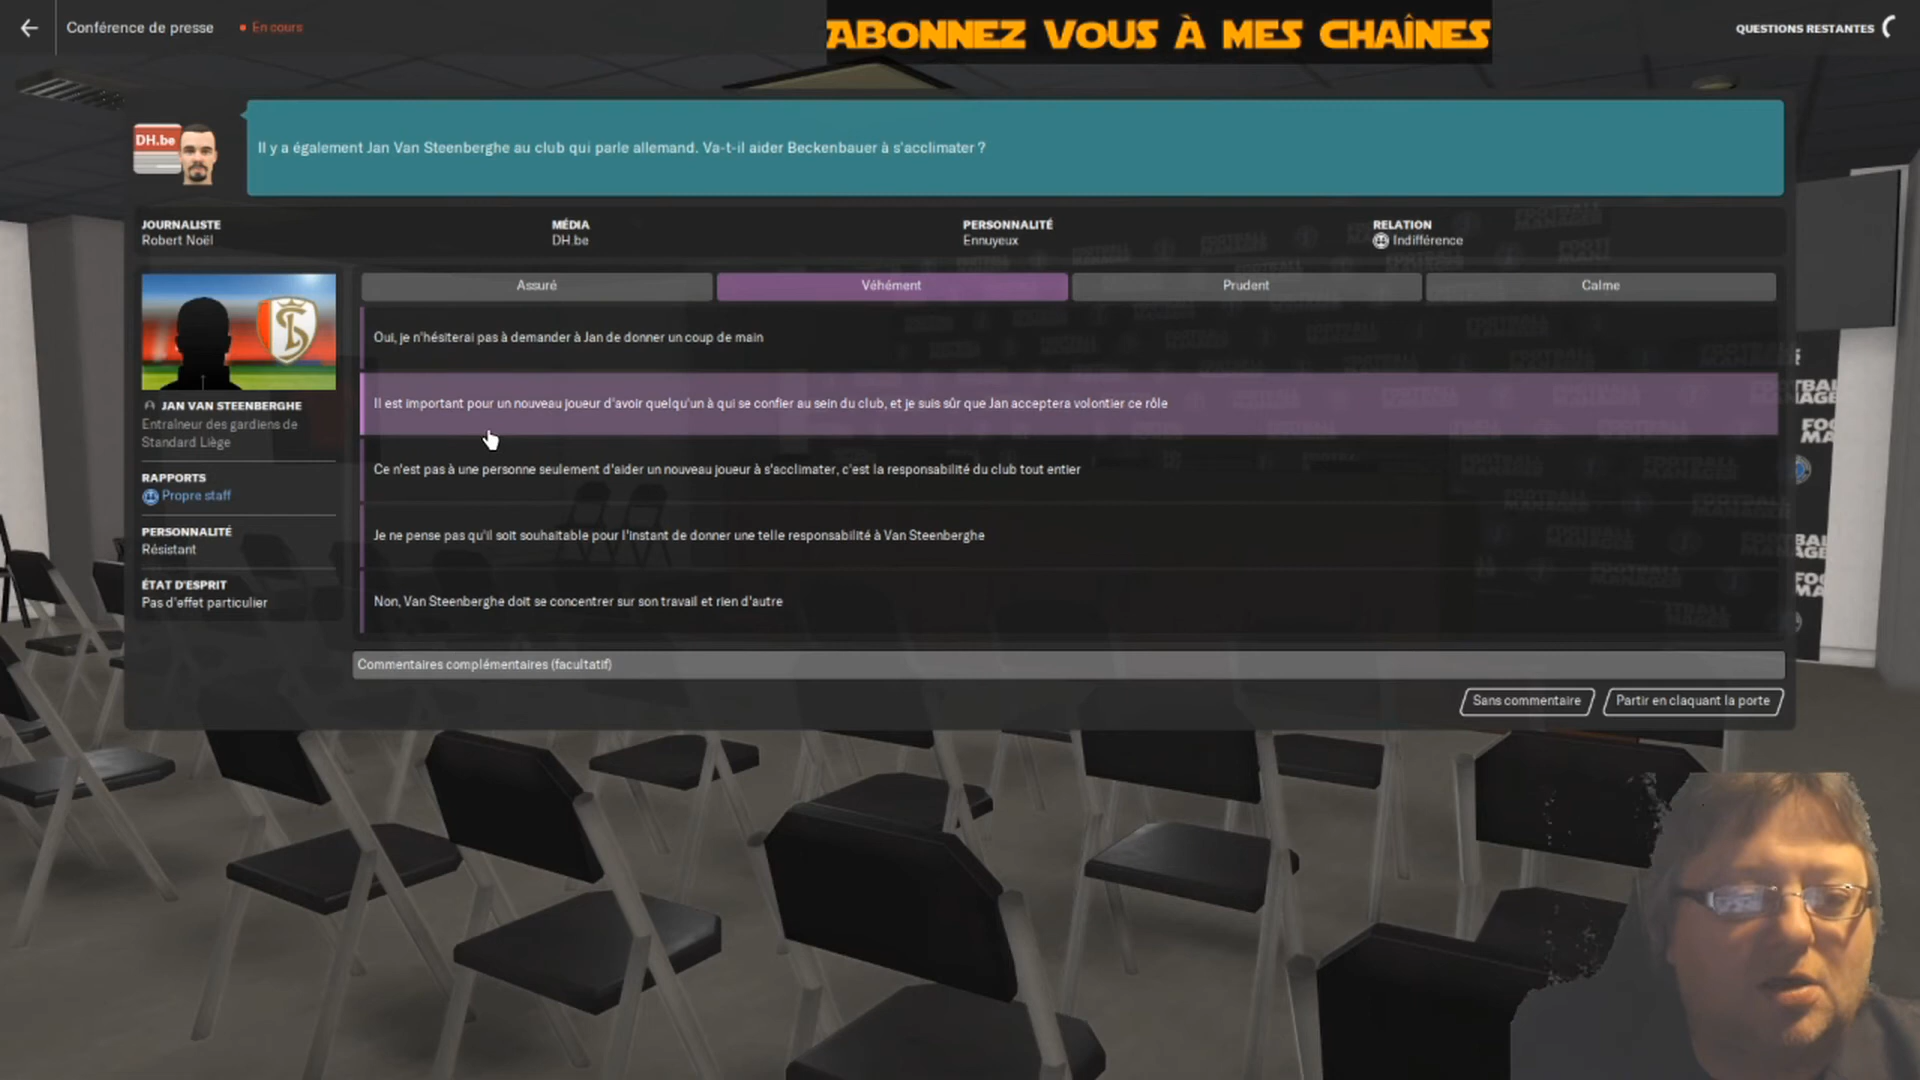 Conférence de presse
En cours
ABONNEZ VOUS À MES CHAÎNES
QUESTIONS RESTANTES
DH.be
Il y a également Jan Van Steenberghe au club qui parle allemand. Va-t-il aider Beckenbauer à s'acclimater ?
JOURNALISTE
Robert Noël
MÉDIA
DH.be
PERSONNALITÉ
Ennuyeux
RELATION
Indifférence
Assuré
Véhément
Prudent
Calme
JAN VAN STEENBERGHE
Entraîneur des gardiens de
Standard Liège
RAPPORTS
Propre staff
PERSONNALITÉ
Résistant
ÉTAT D'ESPRIT
Pas d'effet particulier
Oui, je n'hésiterai pas à demander à Jan de donner un coup de main
Il est important pour un nouveau joueur d'avoir quelqu'un à qui se confier au sein du club, et je suis sûr que Jan acceptera volontier ce rôle
Ce n'est pas à une personne seulement d'aider un nouveau joueur à s'acclimater, c'est la responsabilité du club tout entier
Je ne pense pas qu'il soit souhaitable pour l'instant de donner une telle responsabilité à Van Steenberghe
Non, Van Steenberghe doit se concentrer sur son travail et rien d'autre
Commentaires complémentaires (facultatif)
Sans commentaire
Partir en claquant la porte